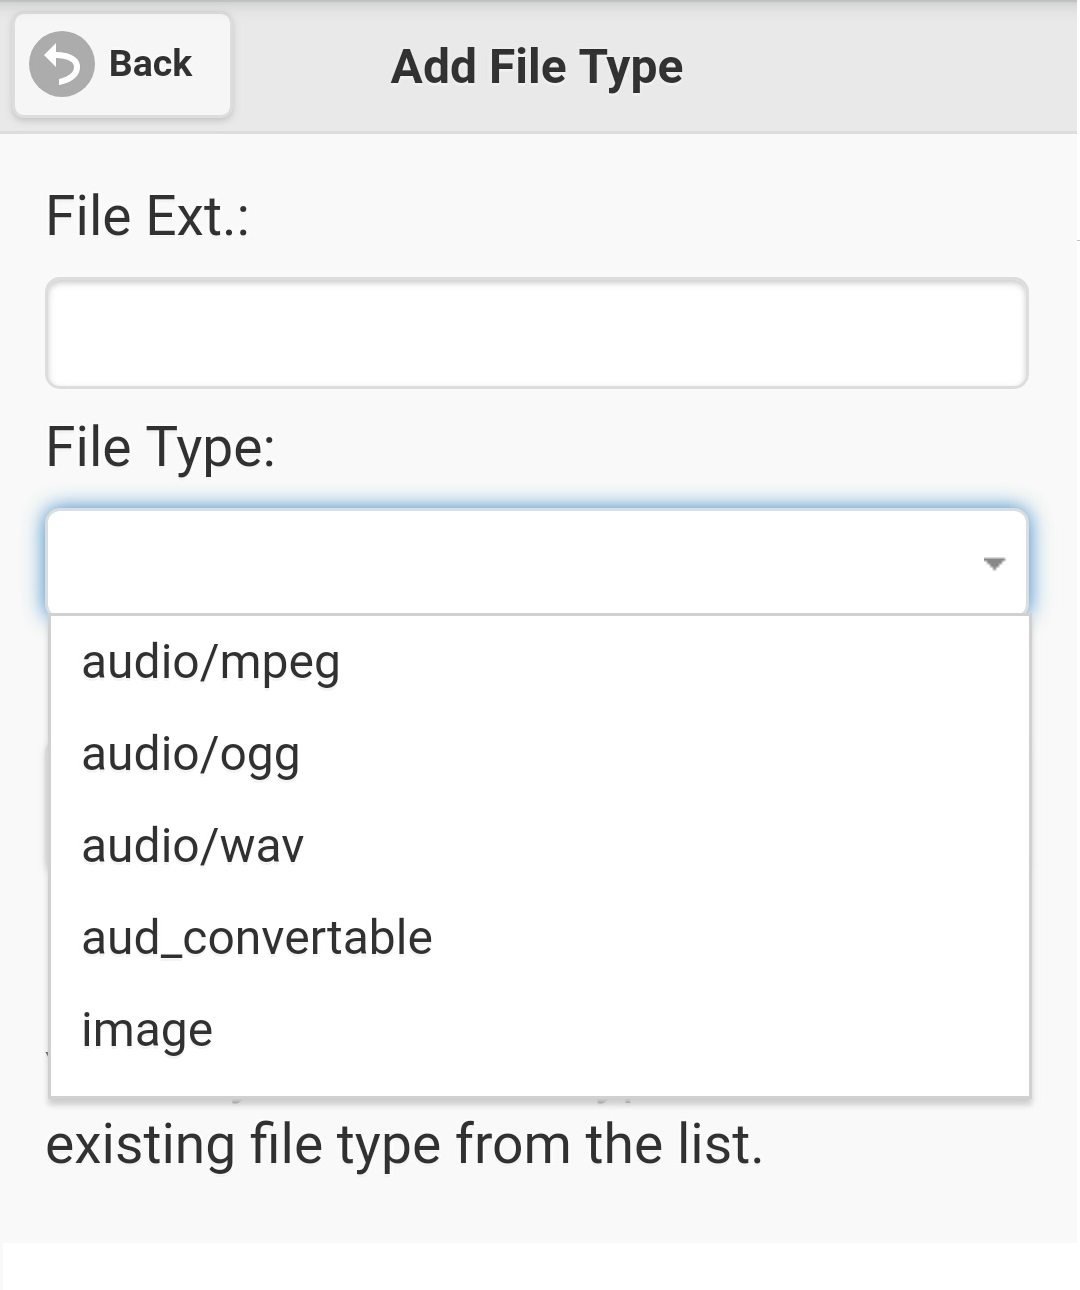 Back
Add File Type
File Ext.:
File Type:
audio/mpeg
audio/ogg
audio/wav
aud_convertable
image
existing file type from the list.